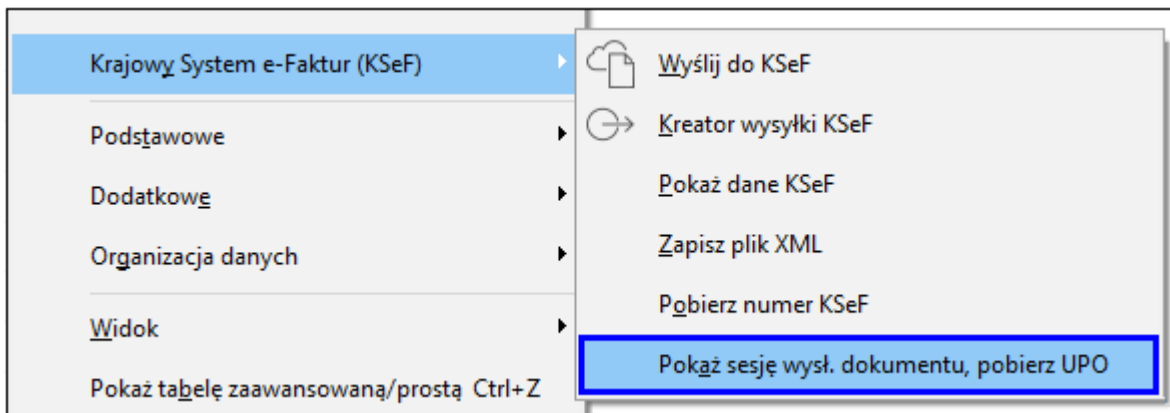 Krajowy System e-Faktur (KSeF)
Podstawowe
Dodatkowe
Organizacja danych
Widok
Pokaż tabelę zaawansowaną/prostą Ctrl+Z
Wyślij do KSeF
Kreator wysyłki KSeF
Pokaż dane KSeF
Zapisz plik XML
Pobierz numer KSeF
Pokaż sesję wysł. dokumentu, pobierz UPO